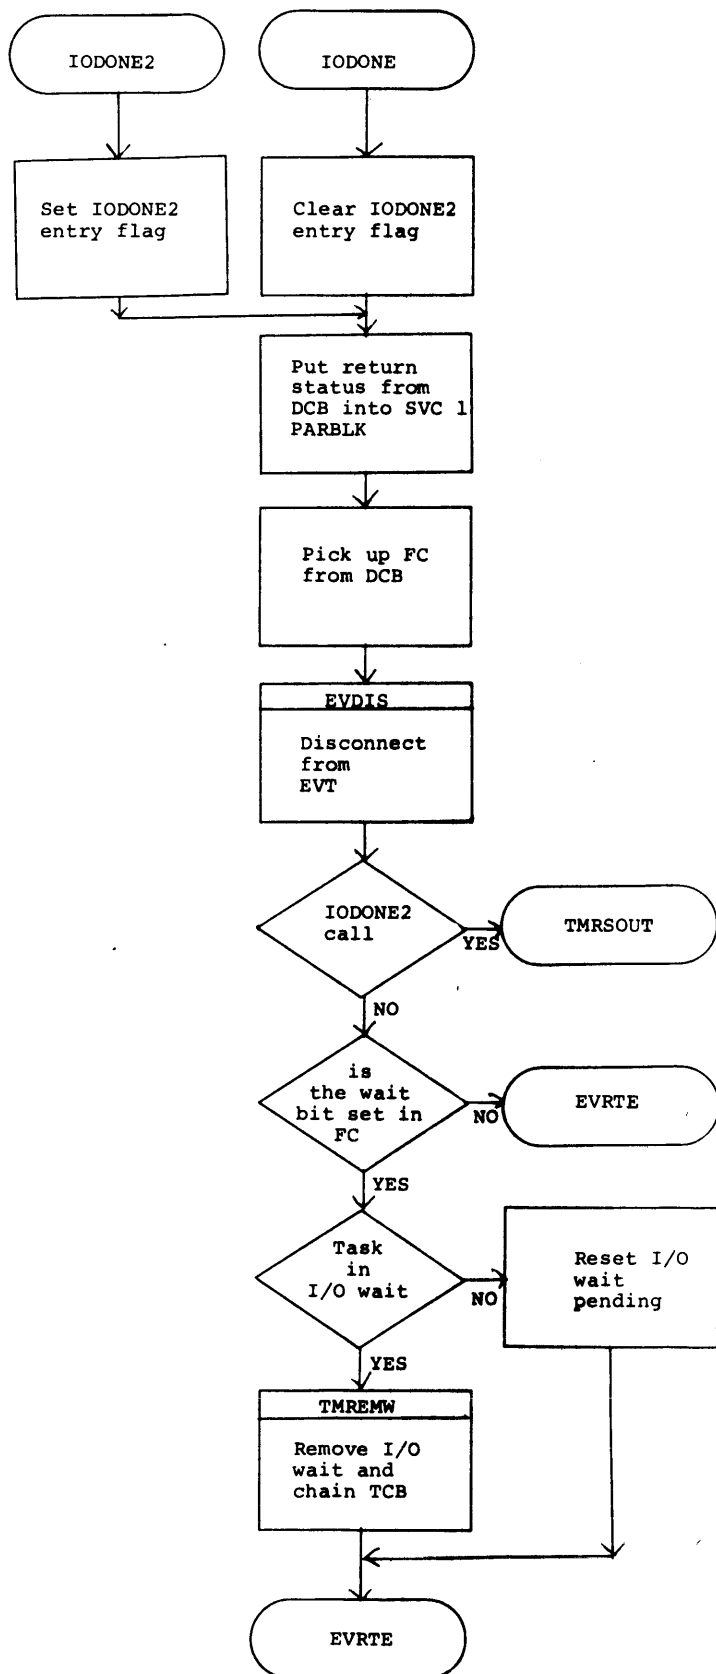 IODONE2
IODONE
Set IODONE2
entry flag
Clear IODONE2
entry flag
Put return
status from
DCB into SVC 1
PARBLK
Pick up FC
from DCB
EVDIS
Disconnect
from
EVT
IODONE2
call
YES
TMRSOUT
NO
is
the wait
bit set in
FC
NO
EVRTE
YES
Task
in
I/O wait
NO
Reset I/O
wait
pending
YES
TMREMW
Remove I/O
wait and
chain TCB
EVRTE